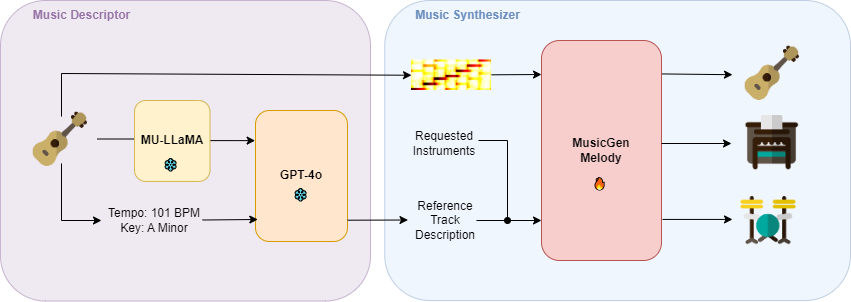 Music Descriptor
Music Synthesizer
MU-LLaMA
GPT-4o
Tempo: 101 BPM
Key: A Minor
Requested
Instruments
Reference
Track
Description
MusicGen
Melody